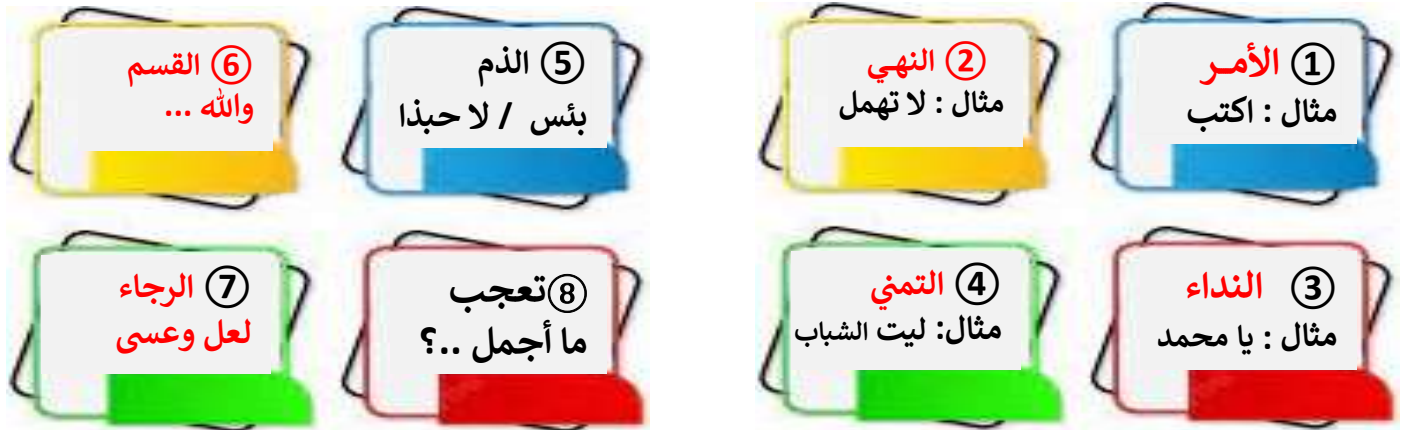 ① الأمـر
مثال : اكتب
② النهي
مثال : لا تهمل
⑤ الذم
بئس / لا حبذا
⑥ القسم
والله ...
③ النداء
مثال : يا محمد
④ التمني
مثال: ليت الشباب
⑧تعجب
ما أجمل ..؟
⑦ الرجاء
لعل وعسى